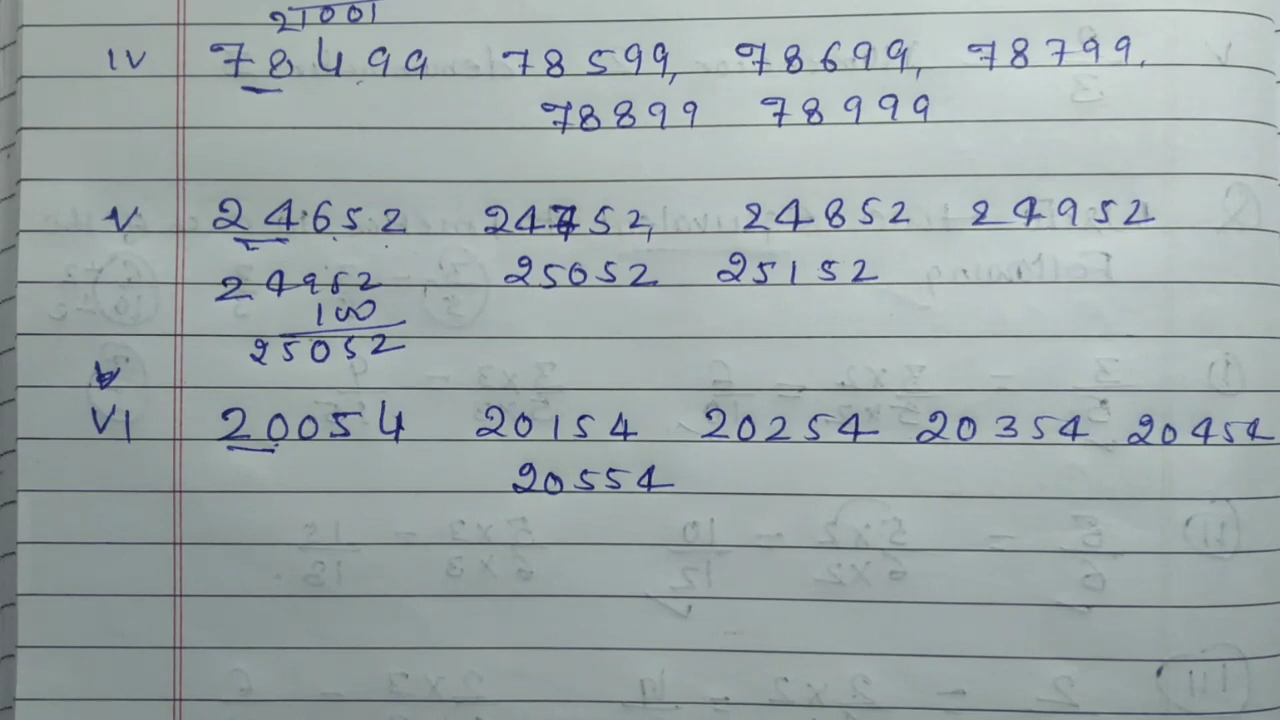 21001
IV 78499 78599, 78699, 78799,
78899 78999
V 24652 24752, 24852 24952
25052 25152
24952
100
25052
VI 20054 20154 20254 20354 20454
20554